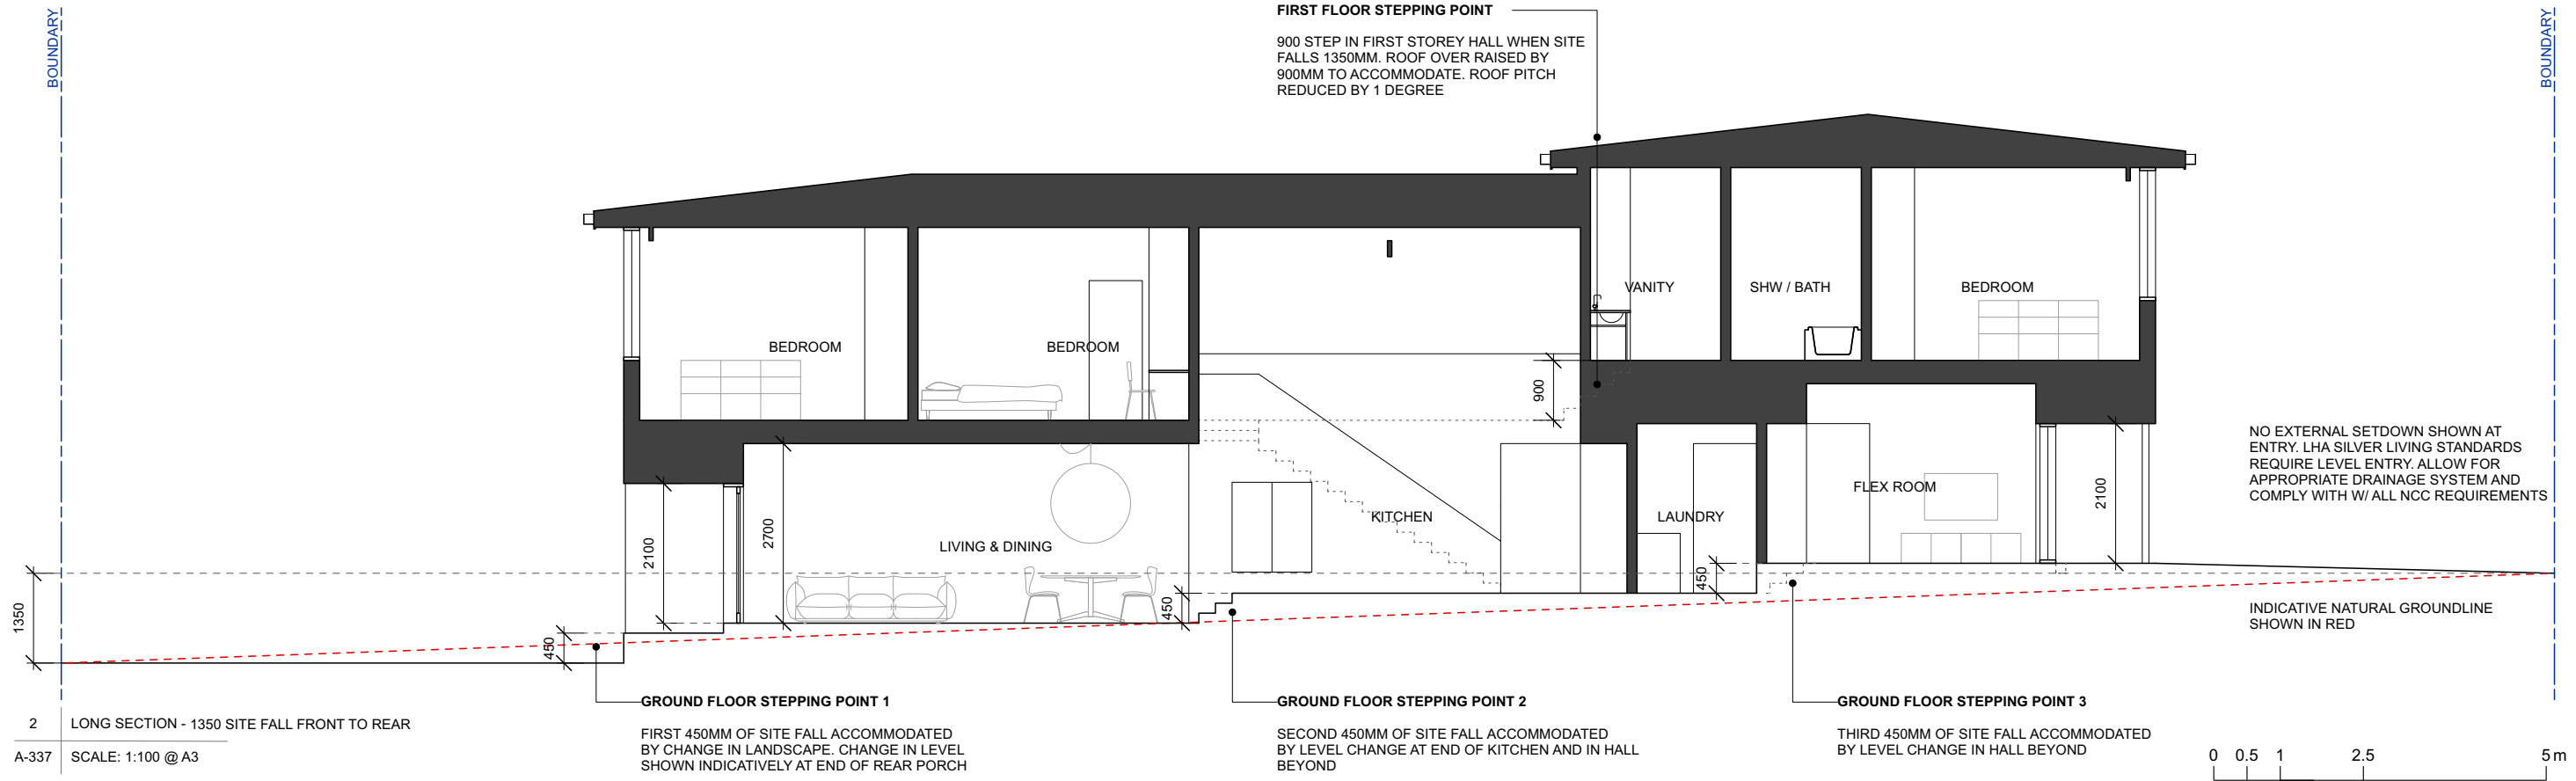 FIRST FLOOR STEPPING POINT
900 STEP IN FIRST STOREY HALL WHEN SITE
FALLS 1350MM. ROOF OVER RAISED BY
900MM TO ACCOMMODATE. ROOF PITCH
REDUCED BY 1 DEGREE
BOUNDARY
BOUNDARY
VANITY
SHW / BATH
BEDROOM
BEDROOM
BEDROOM
900
NO EXTERNAL SETDOWN SHOWN AT
ENTRY. LHA SILVER LIVING STANDARDS
REQUIRE LEVEL ENTRY. ALLOW FOR
APPROPRIATE DRAINAGE SYSTEM AND
COMPLY WITH W/ ALL NCC REQUIREMENTS
FLEX ROOM
2100
KITCHEN
LAUNDRY
2700
LIVING & DINING
2100
450
450
1350
450
INDICATIVE NATURAL GROUNDLINE
SHOWN IN RED
GROUND FLOOR STEPPING POINT 1
FIRST 450MM OF SITE FALL ACCOMMODATED
BY CHANGE IN LANDSCAPE. CHANGE IN LEVEL
SHOWN INDICATIVELY AT END OF REAR PORCH
GROUND FLOOR STEPPING POINT 2
SECOND 450MM OF SITE FALL ACCOMMODATED
BY LEVEL CHANGE AT END OF KITCHEN AND IN HALL
BEYOND
GROUND FLOOR STEPPING POINT 3
THIRD 450MM OF SITE FALL ACCOMMODATED
BY LEVEL CHANGE IN HALL BEYOND
2 LONG SECTION - 1350 SITE FALL FRONT TO REAR
A-337 SCALE: 1:100 @ A3
0 0.5 1 2.5 5 m